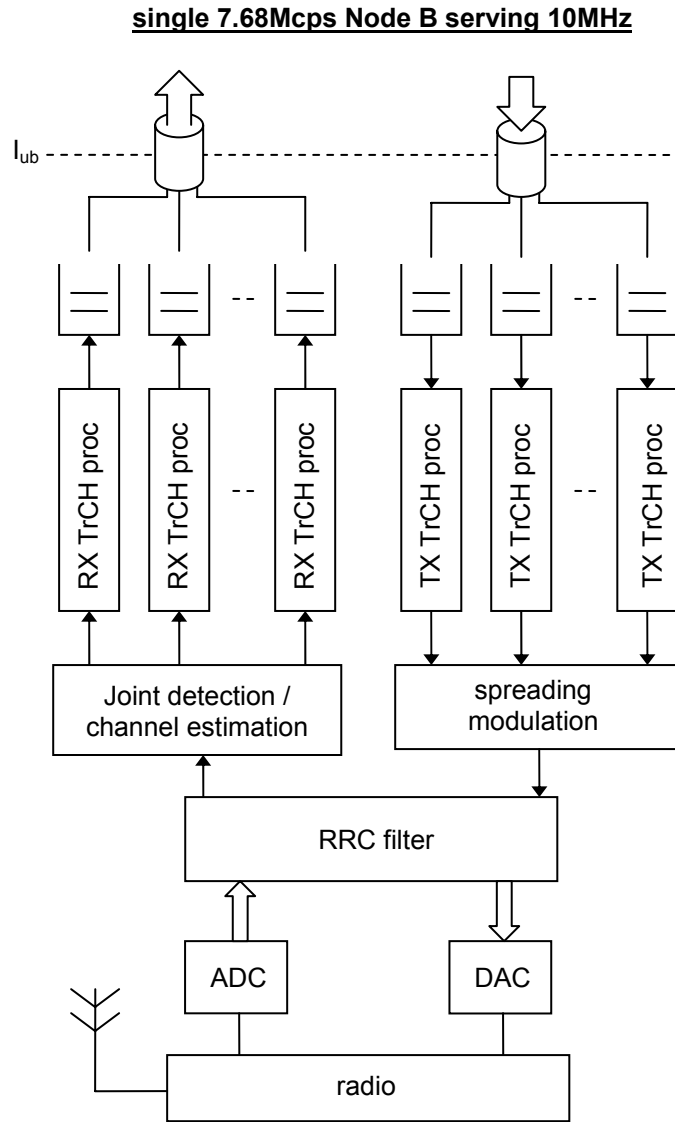 single 7.68Mcps Node B serving 10MHz
Iub
RX TrCH proc
RX TrCH proc
RX TrCH proc
TX TrCH proc
TX TrCH proc
TX TrCH proc
Joint detection /
channel estimation
spreading
modulation
RRC filter
ADC
DAC
radio